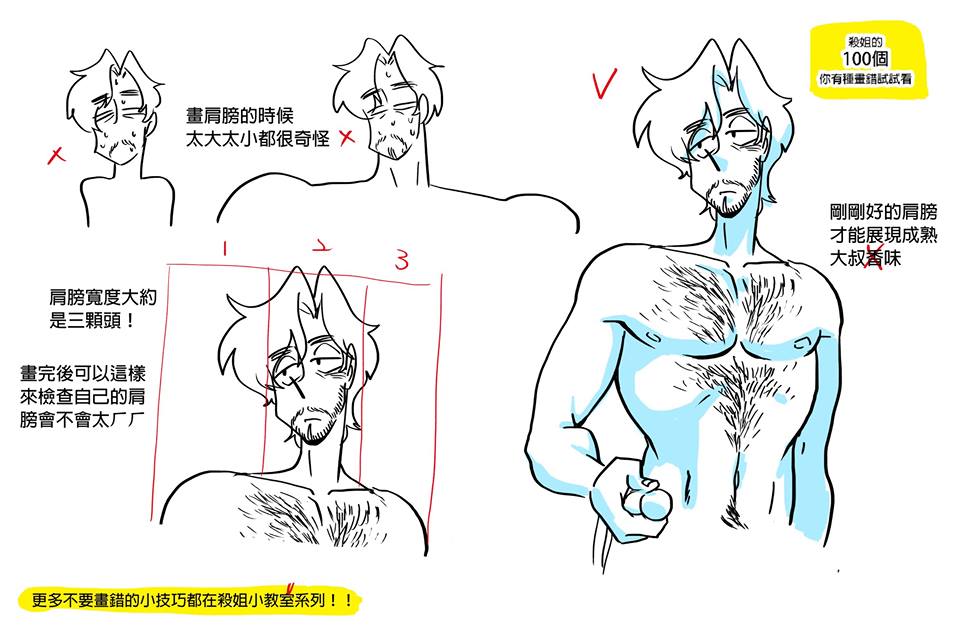 殺姐的
100個
你有種畫錯試試看
畫肩膀的時候
太大太小都很奇怪
剛剛好的肩膀
才能展現成熟
大叔香味
1 2 3
肩膀寬度大約
是三顆頭！
畫完後可以這樣
來檢查自己的肩
膀會不會太ㄏㄏ
更多不要畫錯的小技巧都在殺姐小教室系列！！